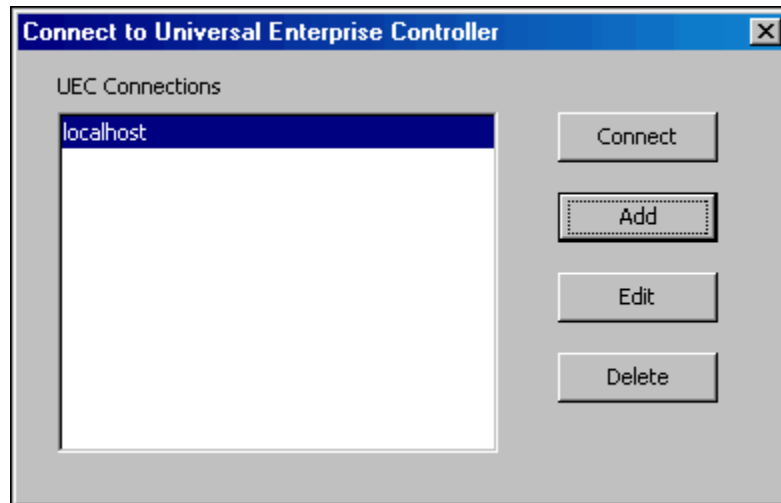 Connect to Universal Enterprise Controller
UEC Connections
localhost
Connect
Add
Edit
Delete